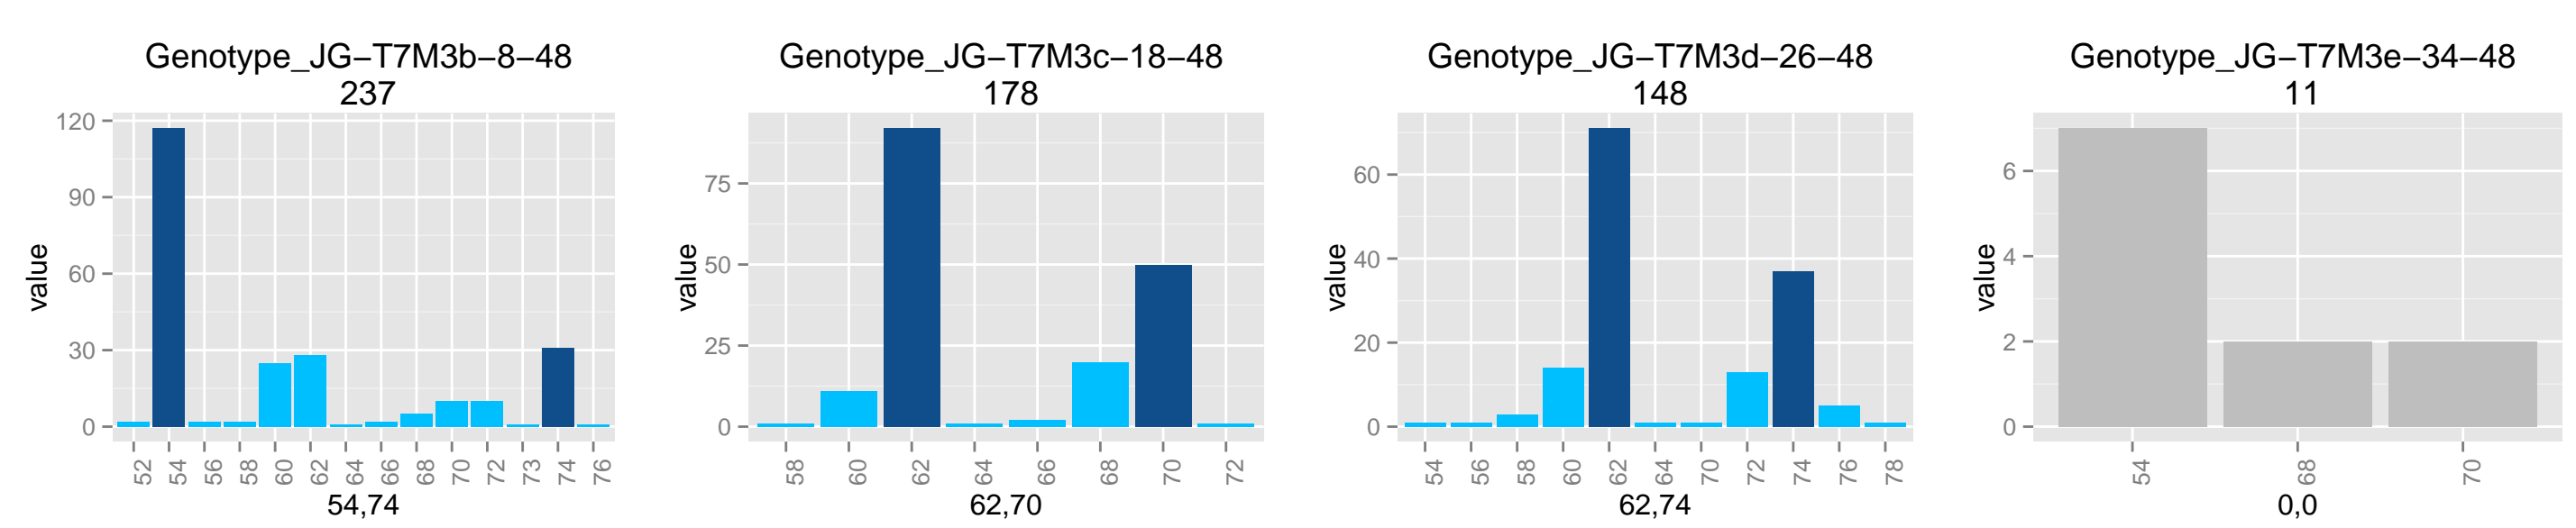 Genotype_JG−T7M3b−8−48
237
value
120
90
60
30
0
52 54 56 58 60 62 64 66 68 70 72 73 74 76
54,74
Genotype_JG−T7M3c−18−48
178
value
75
50
25
0
58 60 62 64 66 68 70 72
62,70
Genotype_JG−T7M3d−26−48
148
value
60
40
20
0
54 56 58 60 62 64 70 72 74 76 78
62,74
Genotype_JG−T7M3e−34−48
11
value
6
4
2
0
54 68 70
0,0